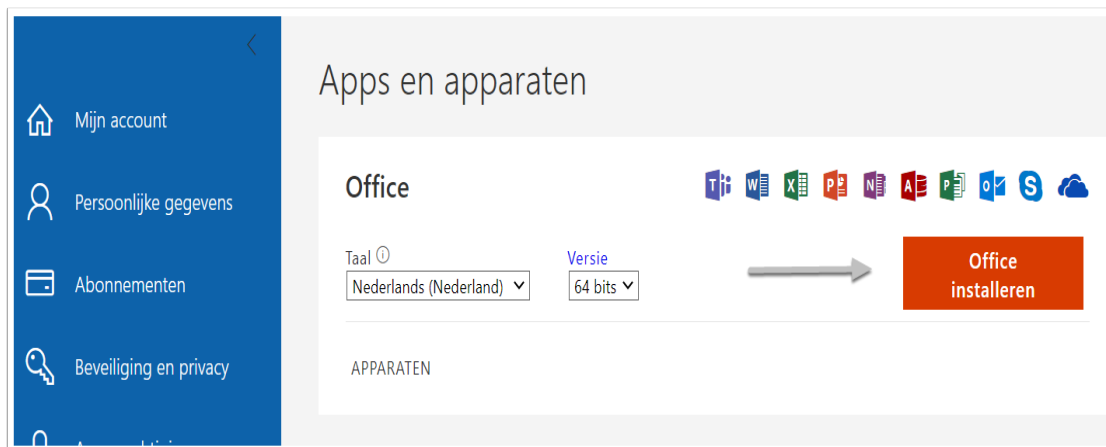 Apps en apparaten
Mijn account
Persoonlijke gegevens
Abonnementen
Beveiliging en privacy
Office
Taal
Versie
Nederlands (Nederland)
64 bits
Office
installeren
APPARATEN